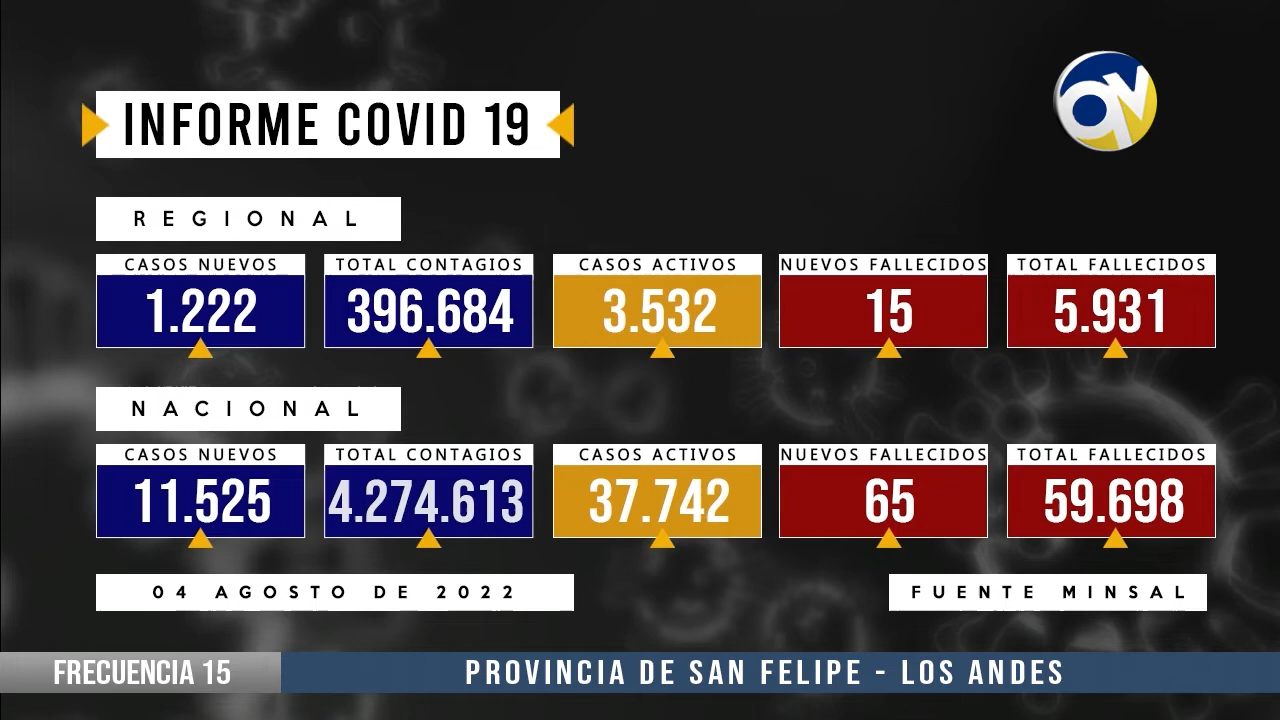 INFORME COVID 19
REGIONAL
CASOS NUEVOS TOTAL CONTAGIOS CASOS ACTIVOS NUEVOS FALLECIDOS TOTAL FALLECIDOS
1.222 396.684 3.532 15 5.931
NACIONAL
CASOS NUEVOS TOTAL CONTAGIOS CASOS ACTIVOS NUEVOS FALLECIDOS TOTAL FALLECIDOS
11.525 4.274.613 37.742 65 59.698
04 AGOSTO DE 2022 FUENTE MINSAL
FRECUENCIA 15 PROVINCIA DE SAN FELIPE - LOS ANDES